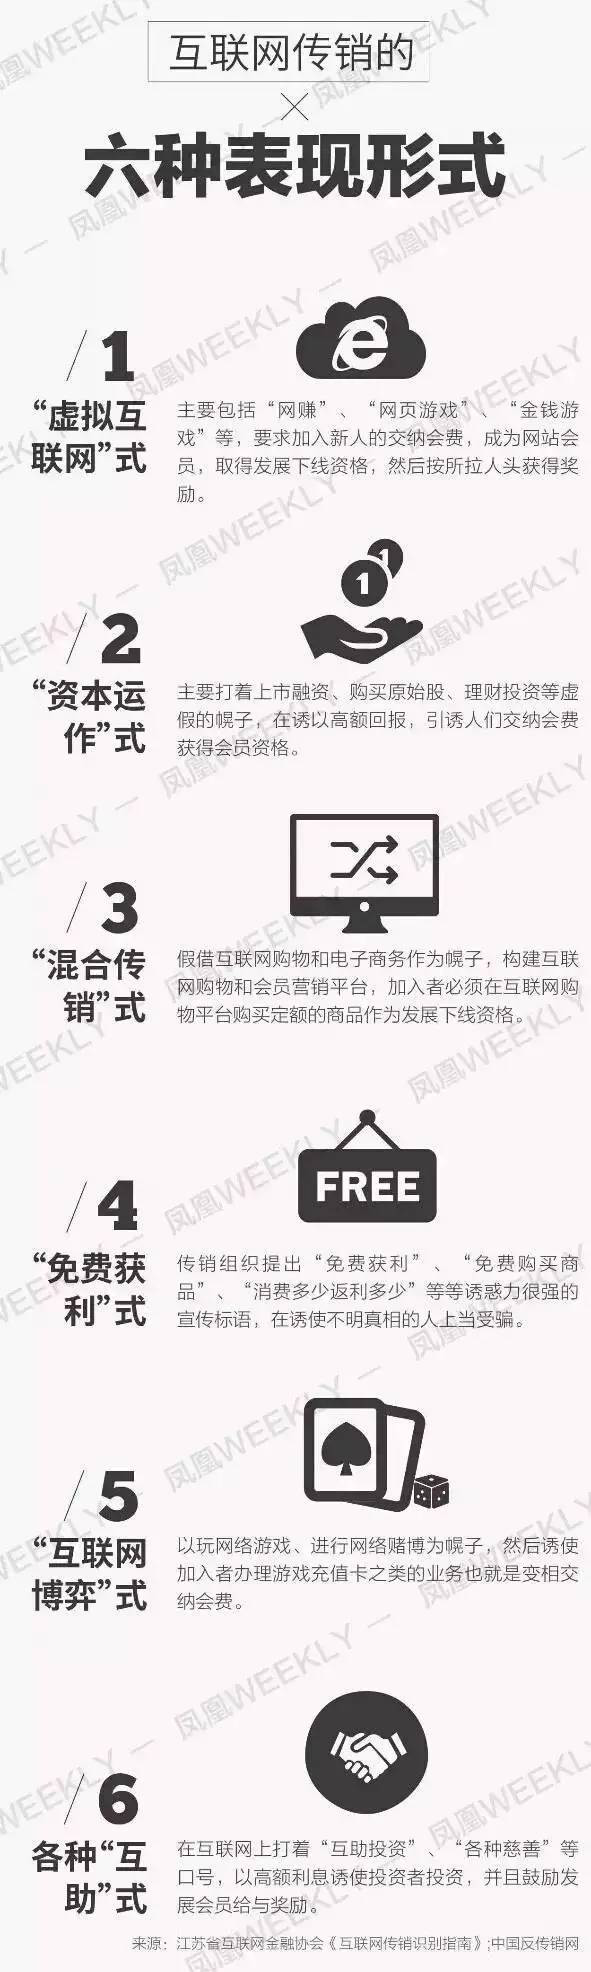 互联网传销的
六种表现形式
1
“虚拟互
联网”式
主要包括“网赚”、“网页游戏”、“金钱游
戏”等，要求加入新人的交纳会费，成为网站会
员，取得发展下线资格，然后按所拉人头获得奖
励。
2
“资本运
作”式
主要打着上市融资、购买原始股、理财投资等虚
假的幌子，在诱以高额回报，引诱人们交纳会费
获得会员资格。
3
“混合传
销”式
假借互联网购物和电子商务作为幌子，构建互联
网购物和会员营销平台，加入者必须在互联网购
物平台购买定额的商品作为发展下线资格。
FREE
4
“免费获
利”式
传销组织提出“免费获利”、“免费购买商
品”、“消费多少返利多少”等等诱惑力很强的
宣传标语，在诱使不明真相的人上当受骗。
5
“互联网
博弈”式
以玩网络游戏、进行网络赌博为幌子，然后诱使
加入者办理游戏充值卡之类的业务也就是变相交
纳会费。
6
各种“互
助”式
在互联网上打着“互助投资”、“各种慈善”等
口号，以高额利息诱使投资者投资，并且鼓励发
展会员给与奖励。
来源：江苏省互联网金融协会《互联网传销识别指南》;中国反传销网
凤凰WEEKLY